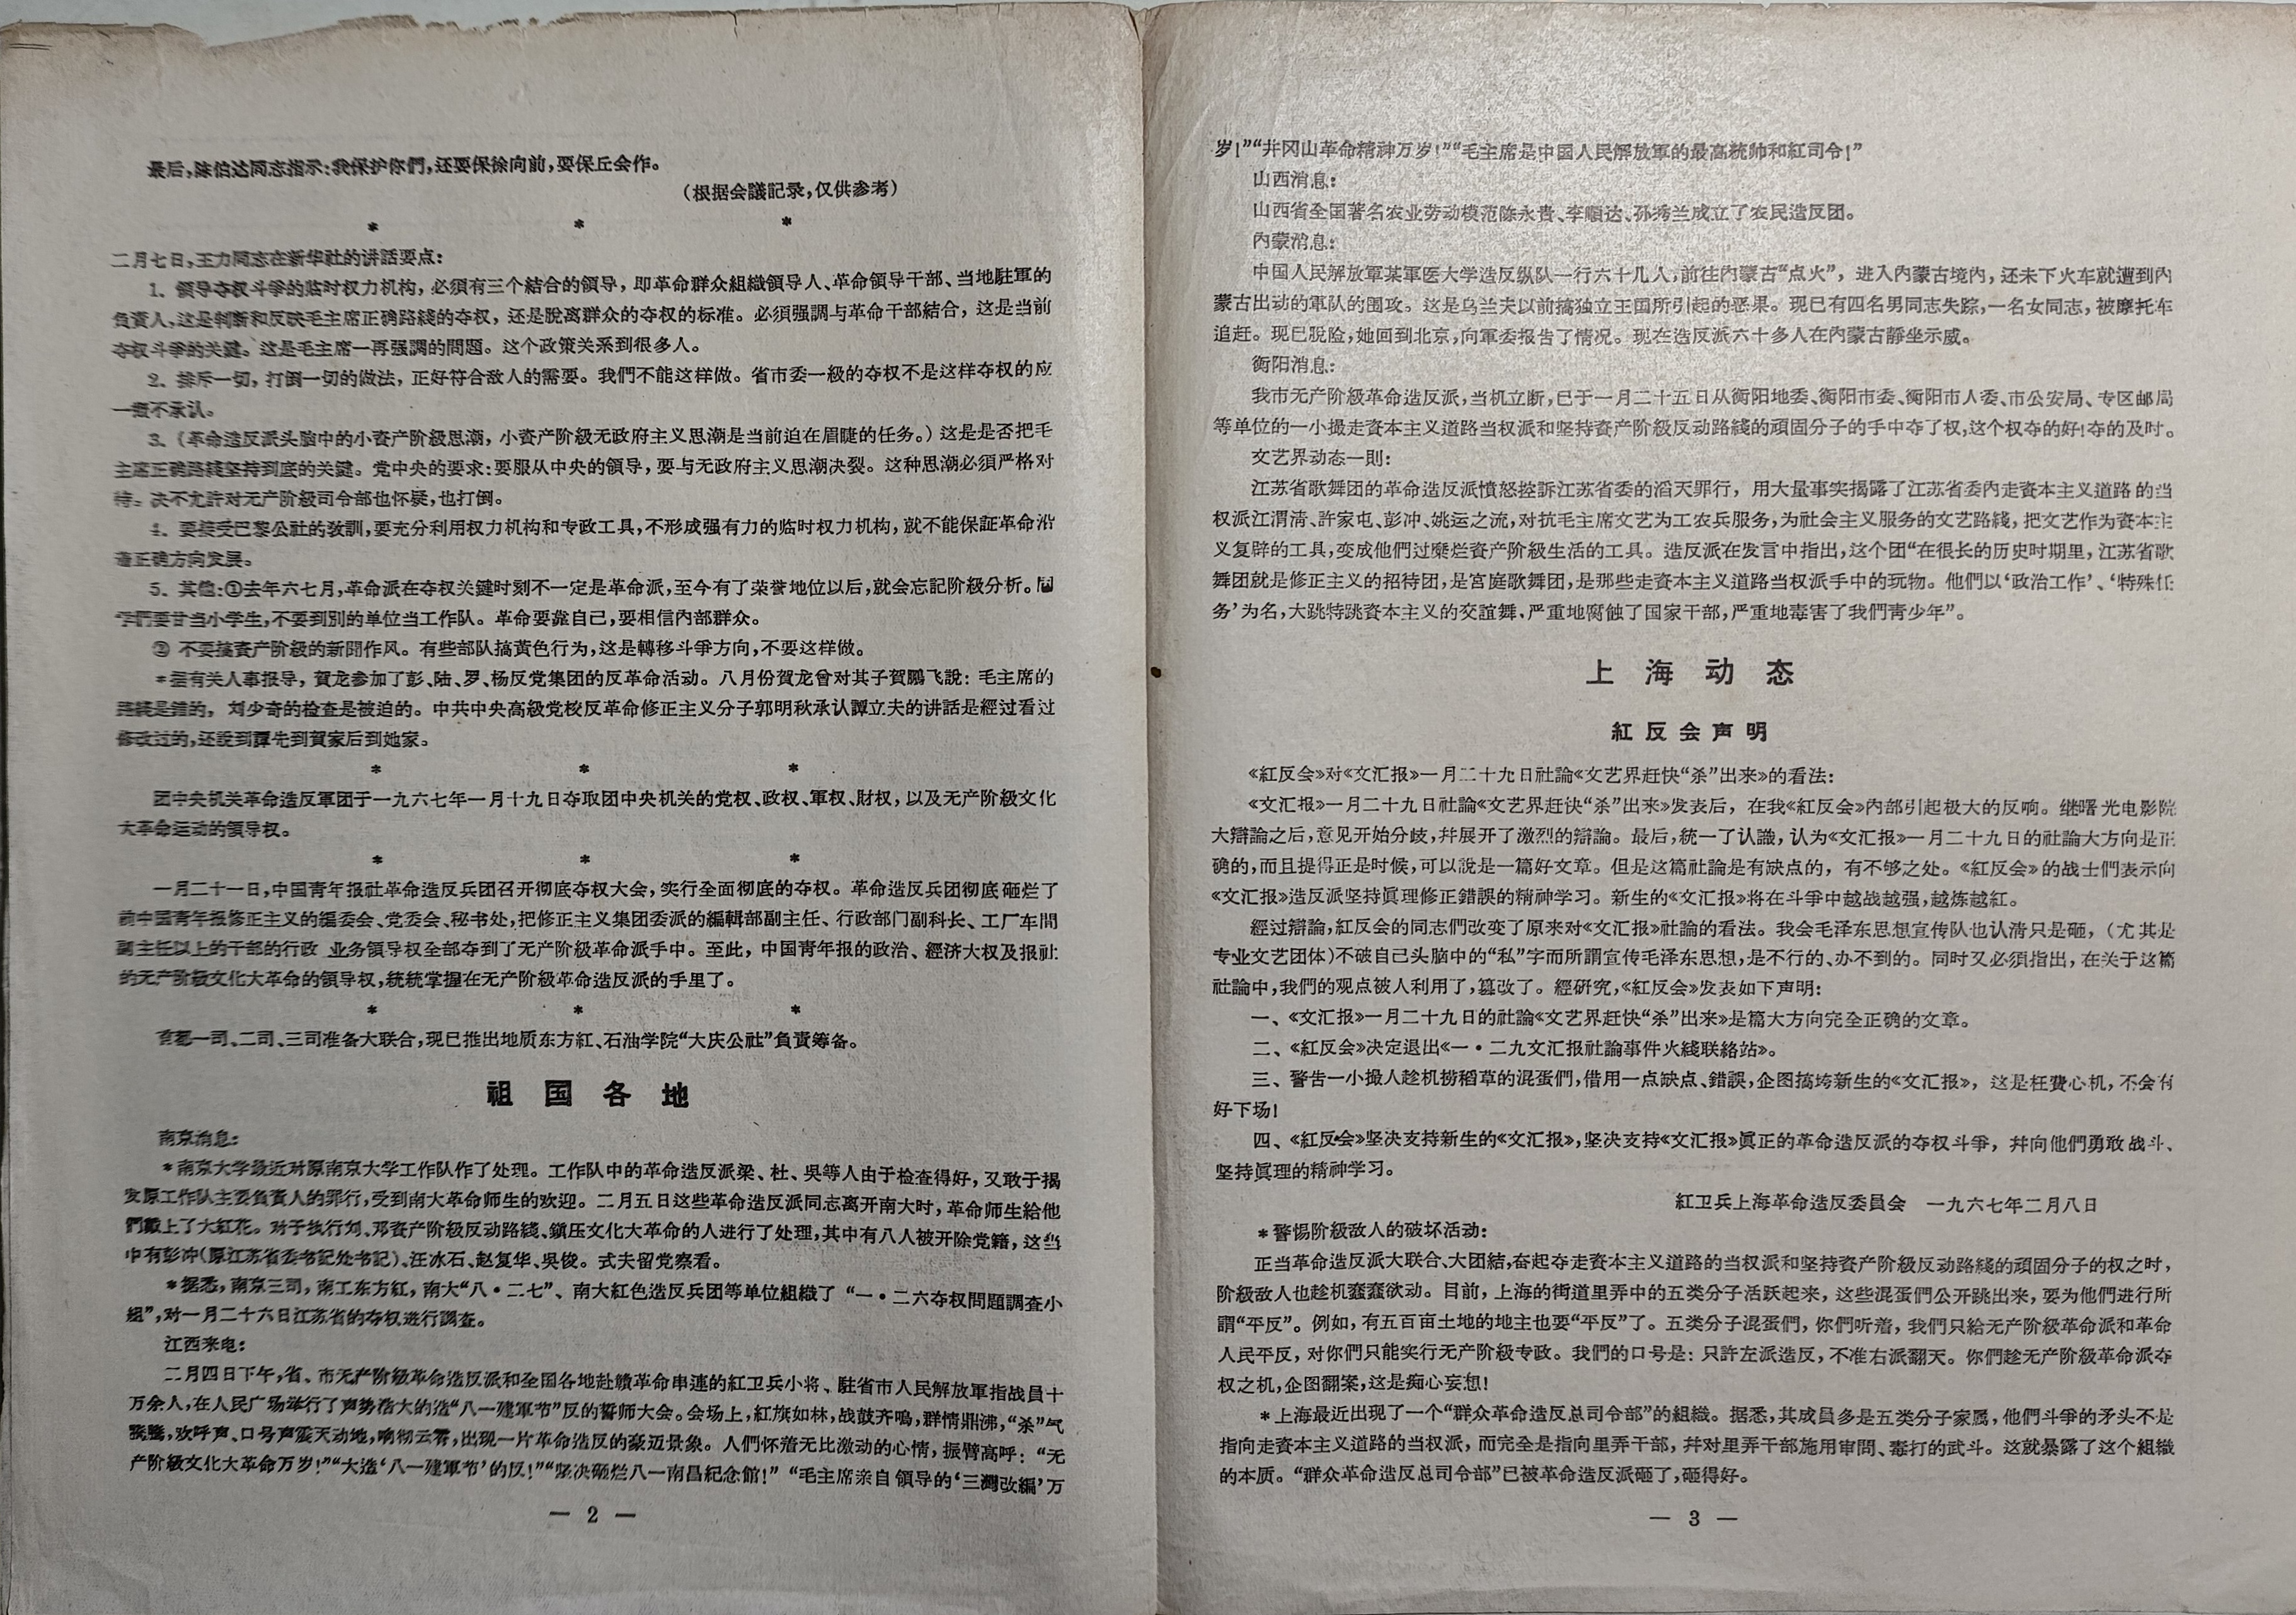 最后,陈伯达同志指示:我保护你們,还要保徐向前,要保丘会作。
(根据会議記录,仅供参考)
* * *
二月七日,王力同志在新华社的讲話要点:
1、领导夺权斗爭的临时权力机构，必須有三个結合的領导，即革命群众組織領导人、革命領导干部、当地駐軍的
負責人,这是判断和反映毛主席正确路綫的夺权，还是脫离群众的夺权的标准。必須强調与革命干部結合，这是当前
夺权斗爭的关鍵。这是毛主席一再强調的問題。这个政策关系到很多人。
2、排斥一切，打倒一切的做法，正好符合敌人的需要。我們不能这样做。省市委一級的夺权不是这样夺权的应
一概不承认。
3、(革命造反派头脑中的小资产阶级思潮，小資产阶級无政府主义思潮是当前迫在眉睫的任务。)这是是否把毛
主席正确路綫坚持到底的关鍵。党中央的要求:要服从中央的領导，要与无政府主义思潮决裂。这种思潮必須严格对
待。决不允許对无产阶級司令部也怀疑,也打倒。
4、要接受巴黎公社的敎訓,要充分利用权力机构和专政工具,不形成强有力的临时权力机构，就不能保証革命沿
着正确方向发展。
5、其他:①去年六七月,革命派在夺权关鍵时刻不一定是革命派,至今有了荣誉地位以后,就会忘記阶級分析。同
学們要甘当小学生,不要到別的单位当工作队。革命要靠自己,要相信內部群众。
② 不要搞資产阶級的新聞作风。有些部队搞黃色行为,这是轉移斗爭方向,不要这样做。
*据有关人事报导，賀龙参加了彭、陆、罗、杨反党集团的反革命活动。八月份賀龙曾对其子賀鵬飞說：毛主席的
路綫是錯的，刘少奇的检查是被迫的。中共中央高級党校反革命修正主义分子郭明秋承认譚立夫的讲話是經过看过
修改过的,还說到譚先到賀家后到她家。
* * *
团中央机关革命造反軍团于一九六七年一月十九日夺取团中央机关的党权、政权、軍权、財权，以及无产阶級文化
大革命运动的領导权。
* * *
一月二十一日,中国青年报社革命造反兵团召开彻底夺权大会，实行全面彻底的夺权。革命造反兵团彻底砸烂了
前中国靑年报修正主义的編委会、党委会、秘书处,把修正主义集团委派的編輯部副主任、行政部门副科长、工厂车間
副主任以上的干部的行政 业务領导权全部夺到了无产阶級革命派手中。至此，中国靑年报的政治、經济大权及报社
的无产阶級文化大革命的領导权,統統掌握在无产阶級革命造反派的手里了。
* * *
首都一司、二司、三司准备大联合,现已推出地质东方紅、石油学院“大庆公社”負責筹备。
祖国各地
南京消息:
*南京大学最近对原南京大学工作队作了处理。工作队中的革命造反派梁、杜、吳等人由于检查得好，又敢于揭
发原工作队主要負責人的罪行,受到南大革命师生的欢迎。二月五日这些革命造反派同志离开南大时，革命师生給他
們戴上了大紅花。对于执行刘、邓資产阶級反动路綫、鎮压文化大革命的人进行了处理,其中有八人被开除党籍，这当
中有彭冲(原江苏省委书記处书記)、汪冰石、赵复华、吳俊。式夫留党察看。
*据悉，南京三司，南工东方紅，南大“八·二七”、南大紅色造反兵团等单位組織了“一·二六夺权問題調査小
組”,对一月二十六日江苏省的夺权进行調查。
江西来电:
二月四日下午,省、市无产阶級革命造反派和全国各地赴贛革命串連的紅卫兵小将、駐省市人民解放軍指战員十
万余人,在人民广场举行了声势浩大的造“八一建軍节”反的誓师大会。会场上,紅旗如林,战鼓齐鳴,群情鼎沸,“杀”气
騰騰,欢呼声、口号声震天动地,响彻云霄,出现一片革命造反的豪迈景象。人們怀着无比激动的心情，振臂高呼：“无
产阶級文化大革命万岁!”“大造‘八一建軍节’的反!”“坚决砸烂八一南昌紀念館!”“毛主席亲自領导的‘三灣改編’万
— 2 —
岁!”“井冈山革命精神万岁!”“毛主席是中国人民解放軍的最高統帅和紅司令!”
山西消息:
山西省全国著名农业劳动模范陈永貴、李順达、孙秀兰成立了农民造反团。
內蒙消息:
中国人民解放軍某軍医大学造反纵队一行六十几人,前往內蒙古“点火”，进入內蒙古境內,还未下火车就遭到內
蒙古出动的軍队的围攻。这是乌兰夫以前搞独立王国所引起的恶果。现已有四名男同志失踪,一名女同志,被摩托车
追赶。现已脫险,她回到北京,向軍委报告了情况。现在造反派六十多人在內蒙古靜坐示威。
衡阳消息:
我市无产阶級革命造反派,当机立断,已于一月二十五日从衡阳地委、衡阳市委、衡阳市人委、市公安局、专区邮局
等单位的一小撮走資本主义道路当权派和坚持資产阶級反动路綫的頑固分子的手中夺了权,这个权夺的好!夺的及时。
文艺界动态一則:
江苏省歌舞团的革命造反派憤怒控訴江苏省委的滔天罪行，用大量事实揭露了江苏省委內走資本主义道路的当
权派江渭淸、許家屯、彭冲、姚运之流,对抗毛主席文艺为工农兵服务,为社会主义服务的文艺路綫，把文艺作为資本主
义复辟的工具,变成他們过糜烂資产阶級生活的工具。造反派在发言中指出,这个团“在很长的历史时期里，江苏省歌
舞团就是修正主义的招待团,是宮庭歌舞团,是那些走資本主义道路当权派手中的玩物。他們以‘政治工作’、‘特殊任
务’为名,大跳特跳資本主义的交誼舞、严重地腐蝕了国家干部,严重地毒害了我們靑少年”。
上海动态
紅反会声明
《紅反会》对《文汇报》一月二十九日社論《文艺界赶快“杀”出来》的看法:
《文汇报》一月二十九日社論《文艺界赶快“杀”出来》发表后，在我《紅反会》內部引起极大的反响。继曙光电影院
大辯論之后,意见开始分歧,幷展开了激烈的辯論。最后,統一了认識，认为《文汇报》一月二十九日的社論大方向是正
确的,而且提得正是时候,可以說是一篇好文章。但是这篇社論是有缺点的，有不够之处。《紅反会》的战士們表示向
《文汇报》造反派坚持眞理修正錯誤的精神学习。新生的《文汇报》将在斗爭中越战越强,越炼越紅。
經过辯論,紅反会的同志們改变了原来对《文汇报》社論的看法。我会毛泽东思想宣传队也认淸只是砸，(尤其是
专业文艺团体)不破自己头脑中的“私”字而所謂宣传毛泽东思想,是不行的、办不到的。同时又必須指出，在关于这篇
社論中,我們的观点被人利用了,篡改了。經硏究,《紅反会》发表如下声明:
一、《文汇报》一月二十九日的社論《文艺界赶快“杀”出来》是篇大方向完全正确的文章。
二、《紅反会》决定退出《一·二九文汇报社論事件火綫联絡站》。
三、警告一小撮人趁机捞稻草的混蛋們,借用一点缺点、錯誤,企图搞垮新生的《文汇报》，这是枉費心机，不会有
好下场!
四、《紅反会》坚决支持新生的《文汇报》,坚决支持《文汇报》眞正的革命造反派的夺权斗爭，幷向他們勇敢战斗、
坚持眞理的精神学习。
紅卫兵上海革命造反委員会 一九六七年二月八日
*警惕阶級敌人的破坏活动:
正当革命造反派大联合、大团結,奋起夺走資本主义道路的当权派和坚持資产阶級反动路綫的頑固分子的权之时,
阶級敌人也趁机蠢蠢欲动。目前，上海的街道里弄中的五类分子活跃起来，这些混蛋們公开跳出来，要为他們进行所
謂“平反”。例如，有五百亩土地的地主也要“平反”了。五类分子混蛋們，你們听着，我們只給无产阶級革命派和革命
人民平反，对你們只能实行无产阶級专政。我們的口号是：只許左派造反，不准右派翻天。你們趁无产阶級革命派夺
权之机,企图翻案,这是痴心妄想!
*上海最近出现了一个“群众革命造反总司令部”的組織。据悉,其成員多是五类分子家属,他們斗爭的矛头不是
指向走資本主义道路的当权派，而完全是指向里弄干部，幷对里弄干部施用审問、毒打的武斗。这就暴露了这个組織
的本质。“群众革命造反总司令部”已被革命造反派砸了,砸得好。
— 3 —